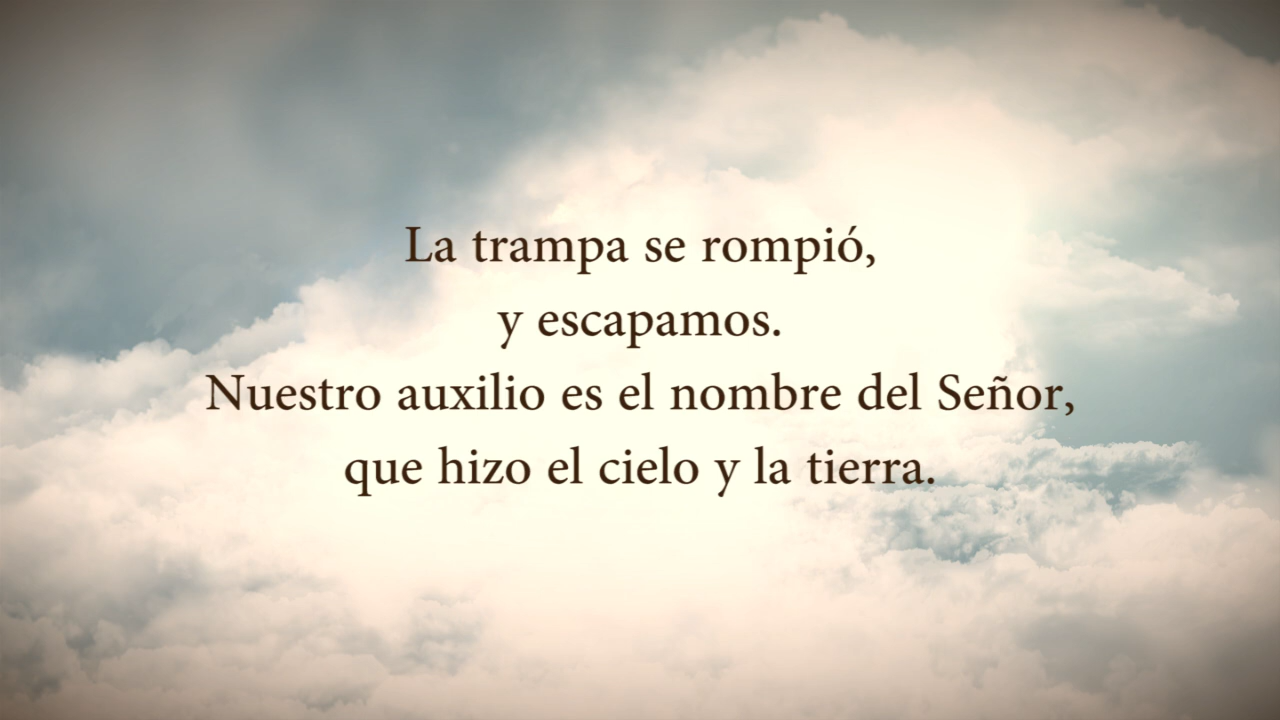 La trampa se rompió,
y escapamos.
Nuestro auxilio es el nombre del Señor,
que hizo el cielo y la tierra.